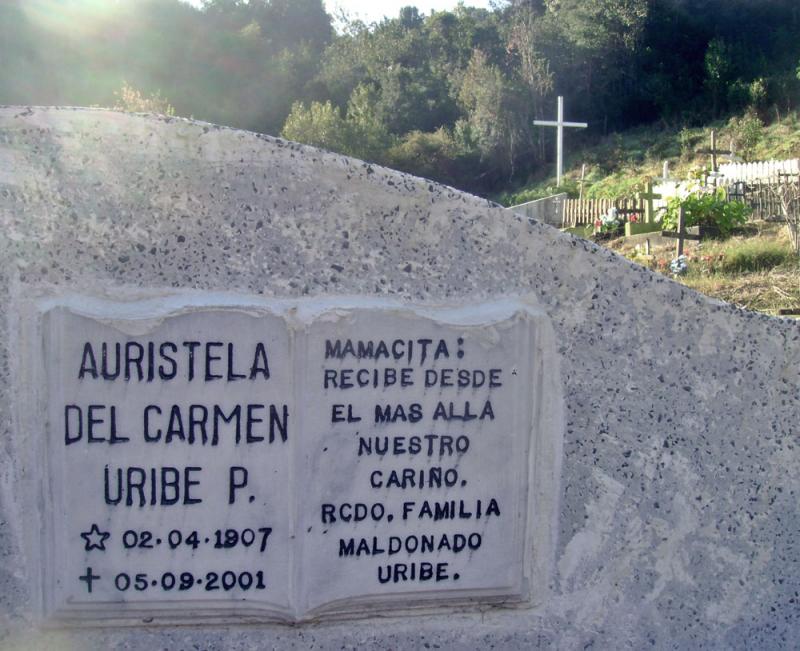 AURISTELA
DEL CARMEN
URIBE P.
☆ 02.04.1907
✝ 05.09.2001
MAMACITA:
RECIBE DESDE
EL MAS ALLA
NUESTRO
CARIÑO.
RCDO. FAMILIA
MALDONADO
URIBE.